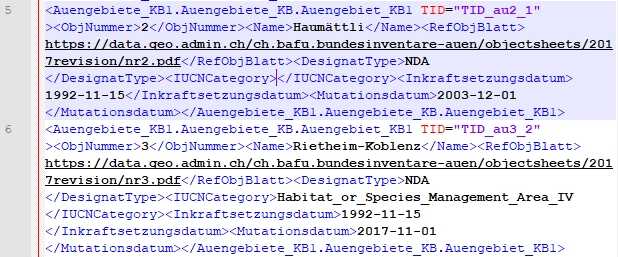 5 <Auengebiete_KB1.Auengebiete_KB.Auengebiet_KB1 TID="TID_au2_1"
><ObjNummer>2</ObjNummer><Name>Haumättli</Name><RefObjBlatt>
https://data.geo.admin.ch/ch.bafu.bundesinventare-auen/objectsheets/201
7revision/nr2.pdf</RefObjBlatt><DesignatType>NDA
</DesignatType><IUCNCategory></IUCNCategory><Inkraftsetzungsdatum>
1992-11-15</Inkraftsetzungsdatum><Mutationsdatum>2003-12-01
</Mutationsdatum></Auengebiete_KB1.Auengebiete_KB.Auengebiet_KB1>
6 <Auengebiete_KB1.Auengebiete_KB.Auengebiet_KB1 TID="TID_au3_2"
><ObjNummer>3</ObjNummer><Name>Rietheim-Koblenz</Name><RefObjBlatt>
https://data.geo.admin.ch/ch.bafu.bundesinventare-auen/objectsheets/201
7revision/nr3.pdf</RefObjBlatt><DesignatType>NDA
</DesignatType><IUCNCategory>Habitat_or_Species_Management_Area_IV
</IUCNCategory><Inkraftsetzungsdatum>1992-11-15
</Inkraftsetzungsdatum><Mutationsdatum>2017-11-01
</Mutationsdatum></Auengebiete_KB1.Auengebiete_KB.Auengebiet_KB1>